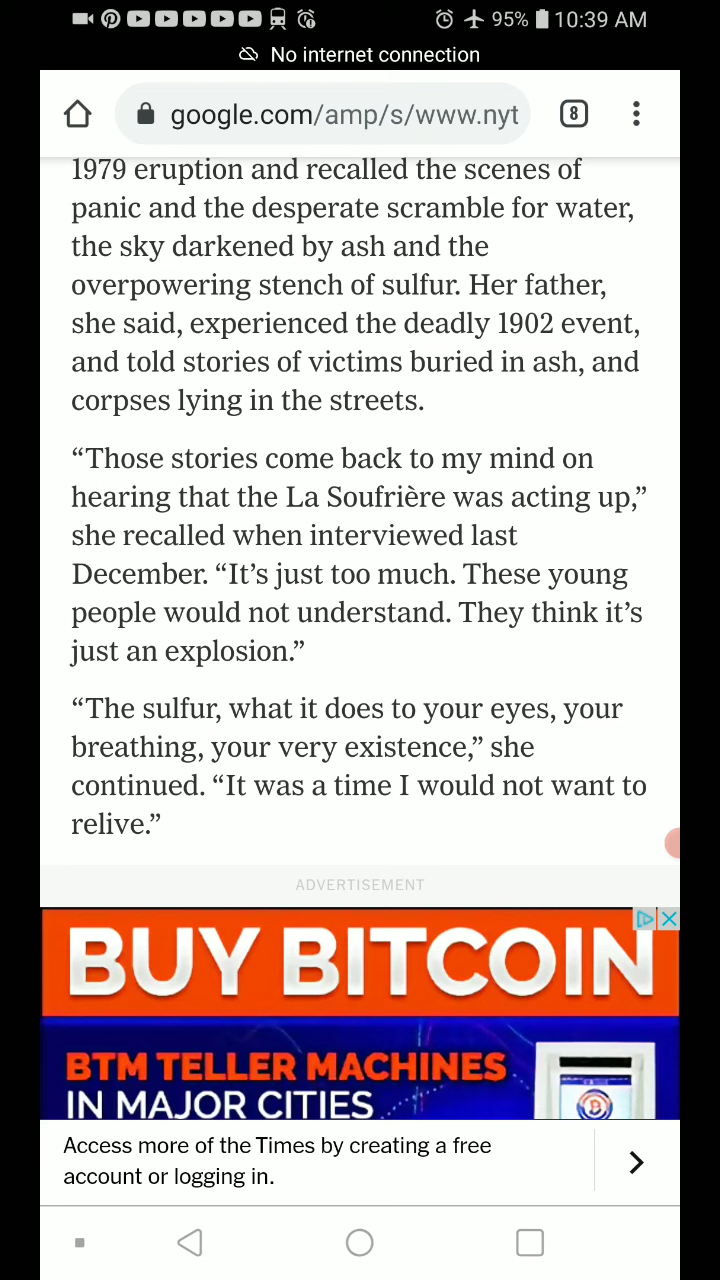 95% 10:39 AM
No internet connection
google.com/amp/s/www.nyt
8
1979 eruption and recalled the scenes of
panic and the desperate scramble for water,
the sky darkened by ash and the
overpowering stench of sulfur. Her father,
she said, experienced the deadly 1902 event,
and told stories of victims buried in ash, and
corpses lying in the streets.
“Those stories come back to my mind on
hearing that the La Soufrière was acting up,”
she recalled when interviewed last
December. “It’s just too much. These young
people would not understand. They think it’s
just an explosion.”
“The sulfur, what it does to your eyes, your
breathing, your very existence,” she
continued. “It was a time I would not want to
relive.”
ADVERTISEMENT
BUY BITCOIN
BTM TELLER MACHINES
IN MAJOR CITIES
Access more of the Times by creating a free
account or logging in.